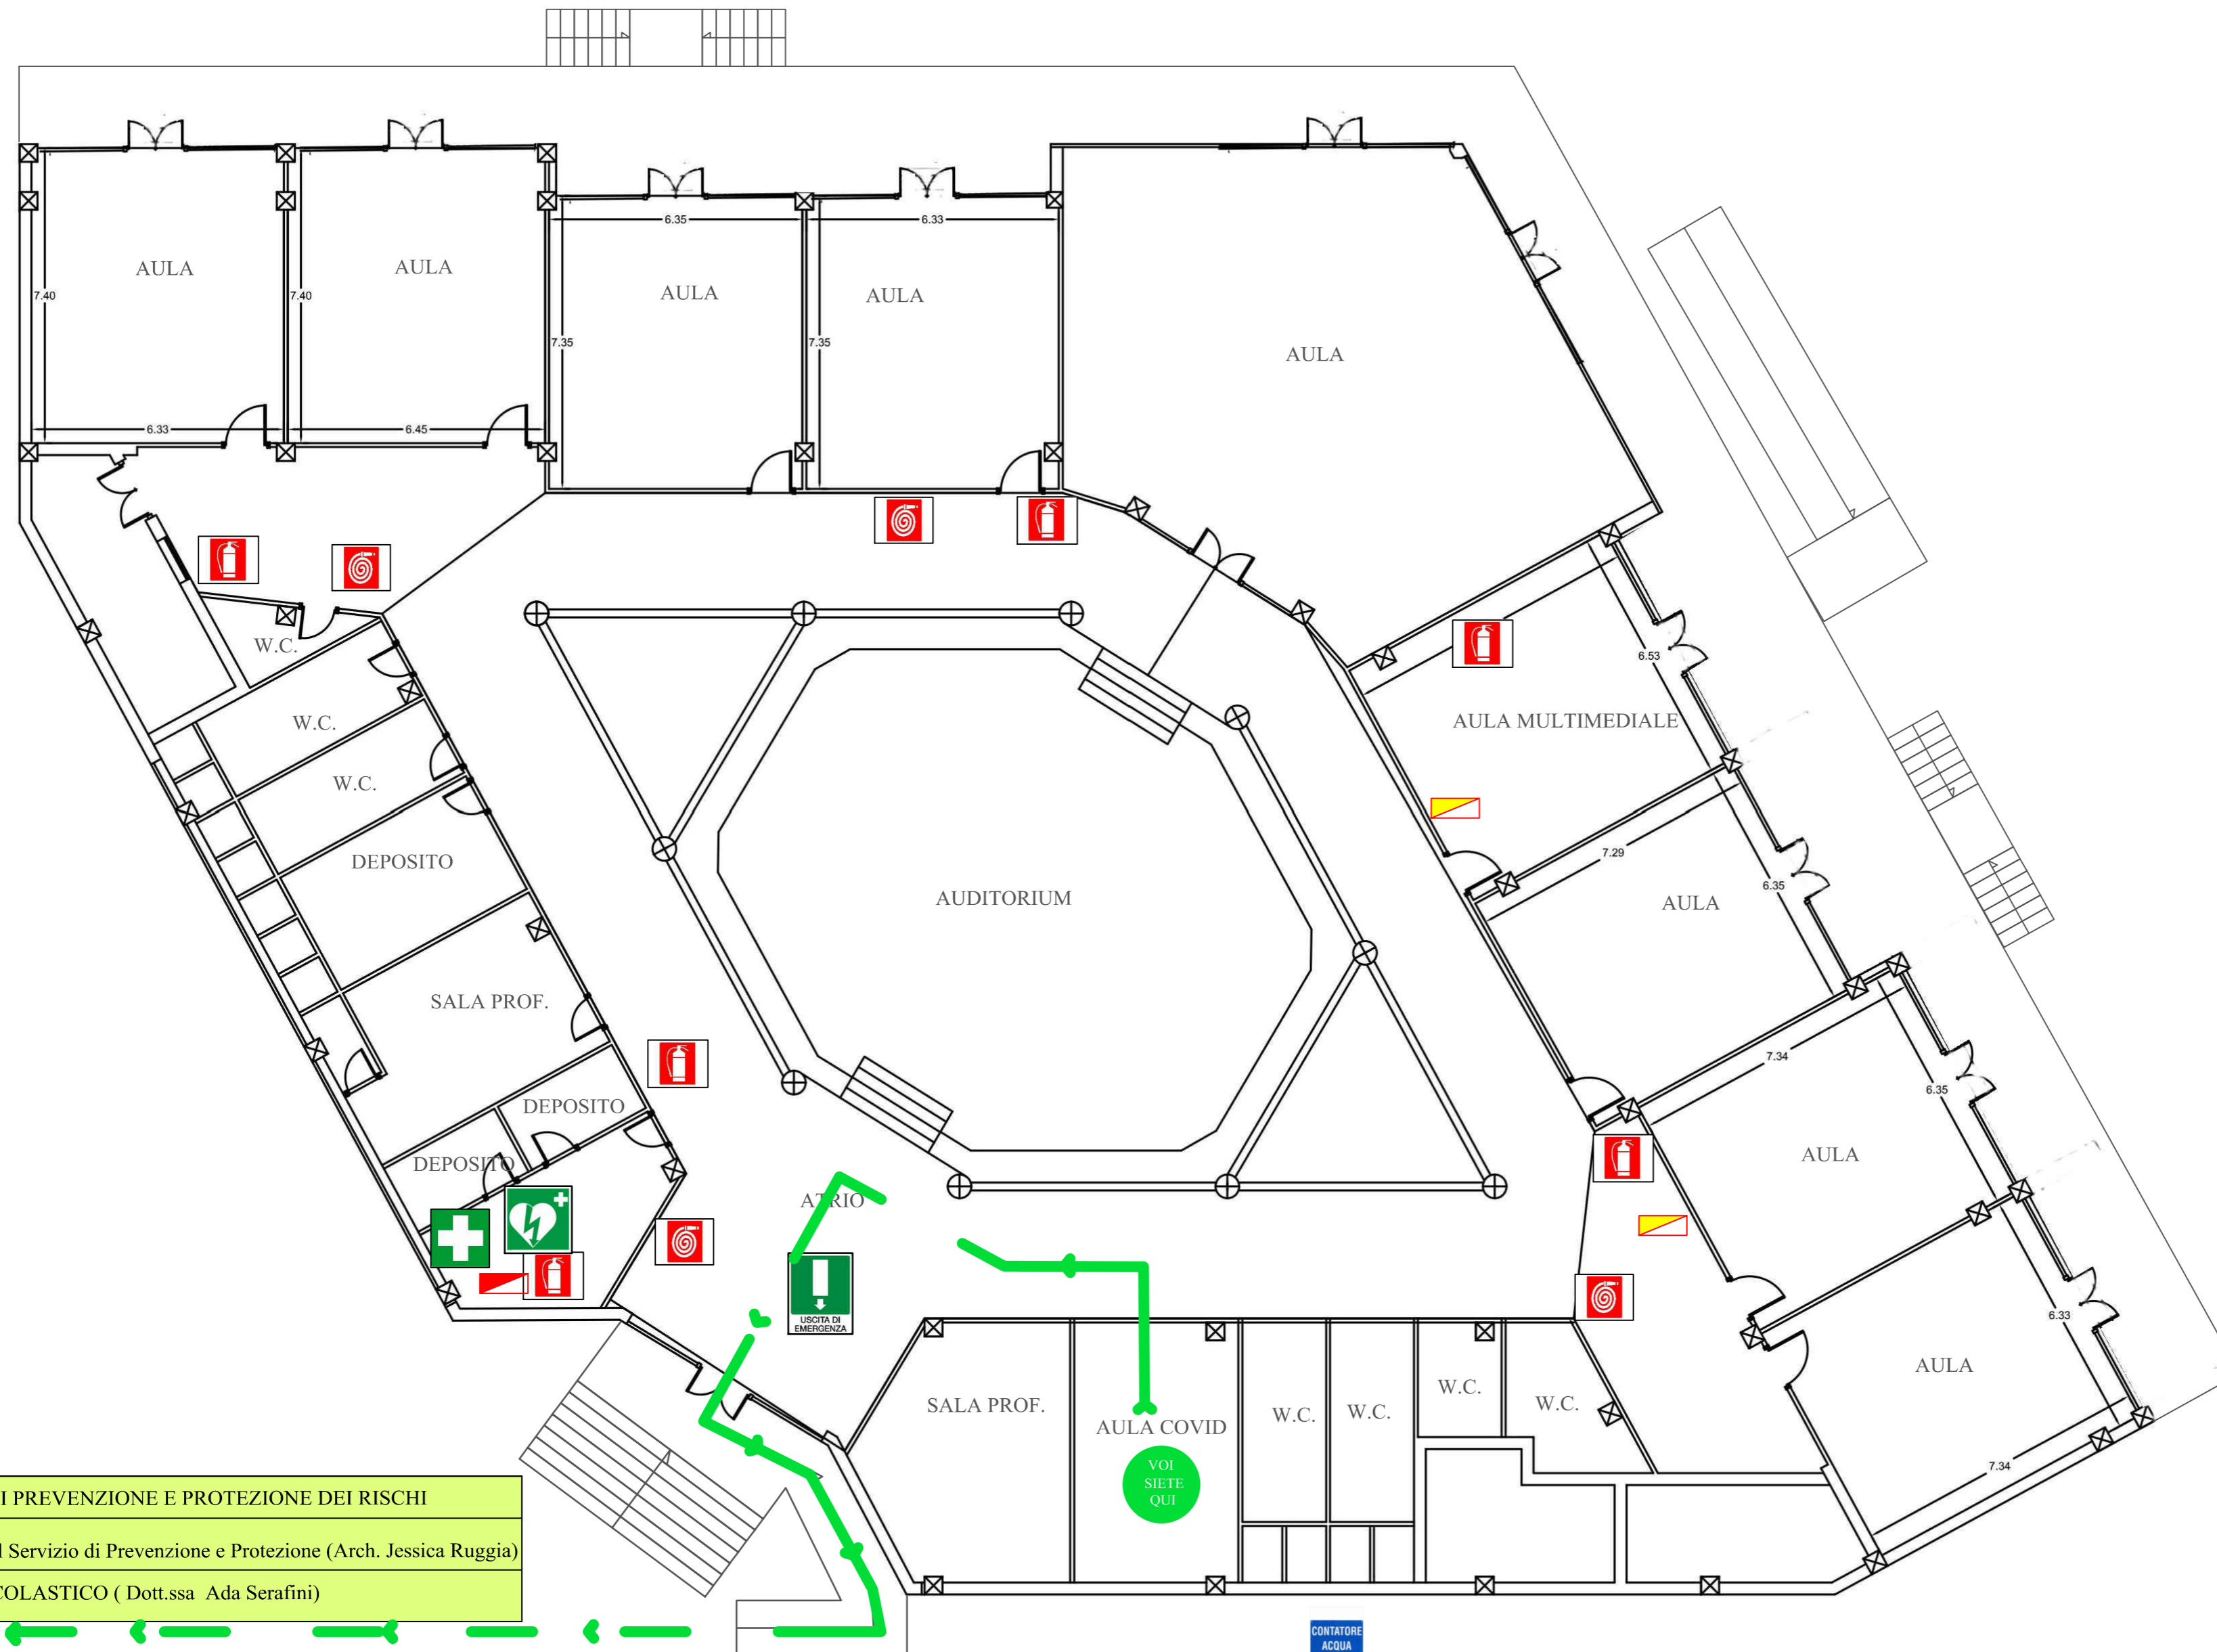 AULA
AULA
AULA
AULA
AULA
6.35
6.33
7.40
7.40
7.35
7.35
6.33
6.45
W.C.
W.C.
W.C.
DEPOSITO
SALA PROF.
DEPOSITO
DEPOSITO
AUDITORIUM
AULA MULTIMEDIALE
6.53
7.29
6.35
AULA
7.34
6.35
AULA
6.33
AULA
7.34
ATRIO
USCITA DI
EMERGENZA
SALA PROF.
AULA COVID
VOI
SIETE
QUI
W.C.
W.C.
W.C.
W.C.
I PREVENZIONE E PROTEZIONE DEI RISCHI
l Servizio di Prevenzione e Protezione (Arch. Jessica Ruggia)
COLASTICO ( Dott.ssa Ada Serafini)
CONTATORE
ACQUA